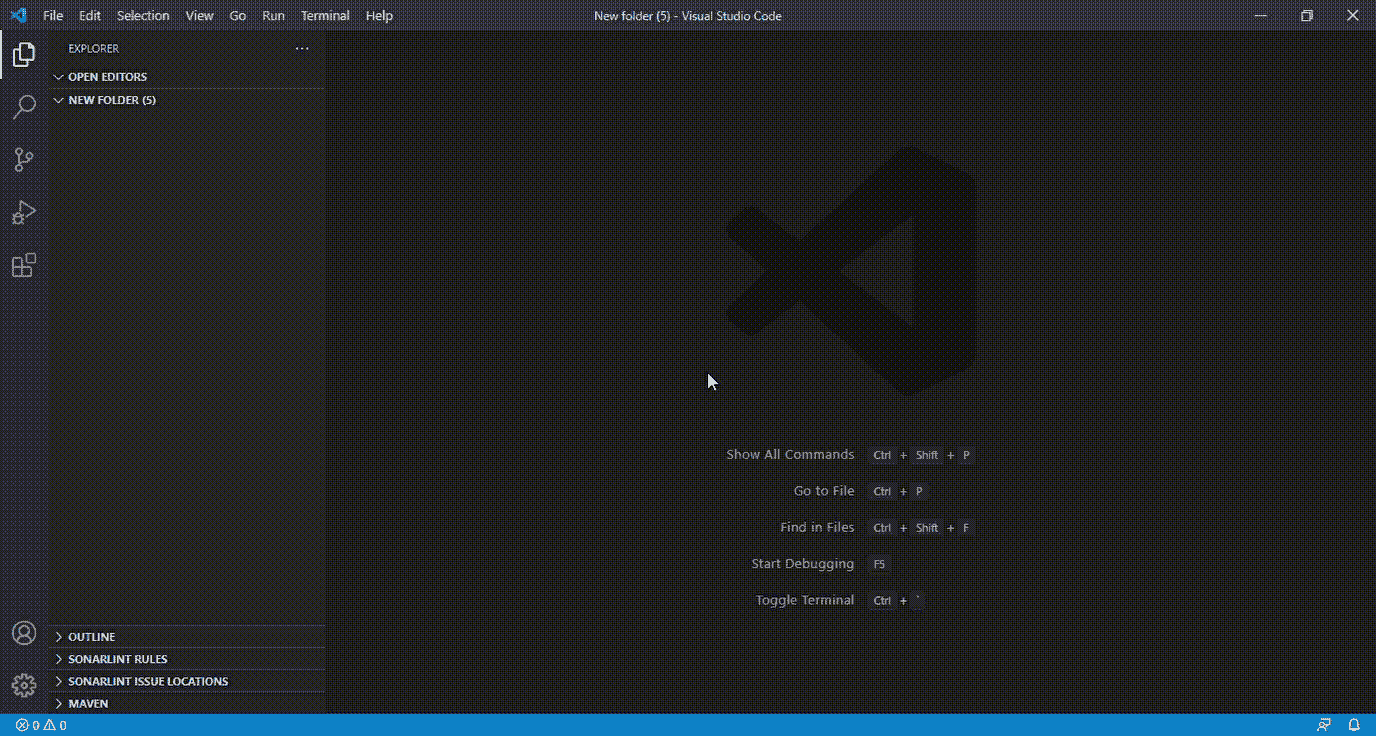 File Edit Selection View Go Run Terminal Help New folder (5) - Visual Studio Code
EXPLORER
OPEN EDITORS
NEW FOLDER (5)
Show All Commands Ctrl + Shift + P
Go to File Ctrl + P
Find in Files Ctrl + Shift + F
Start Debugging F5
Toggle Terminal Ctrl + `
OUTLINE
SONARLINT RULES
SONARLINT ISSUE LOCATIONS
MAVEN
0 0